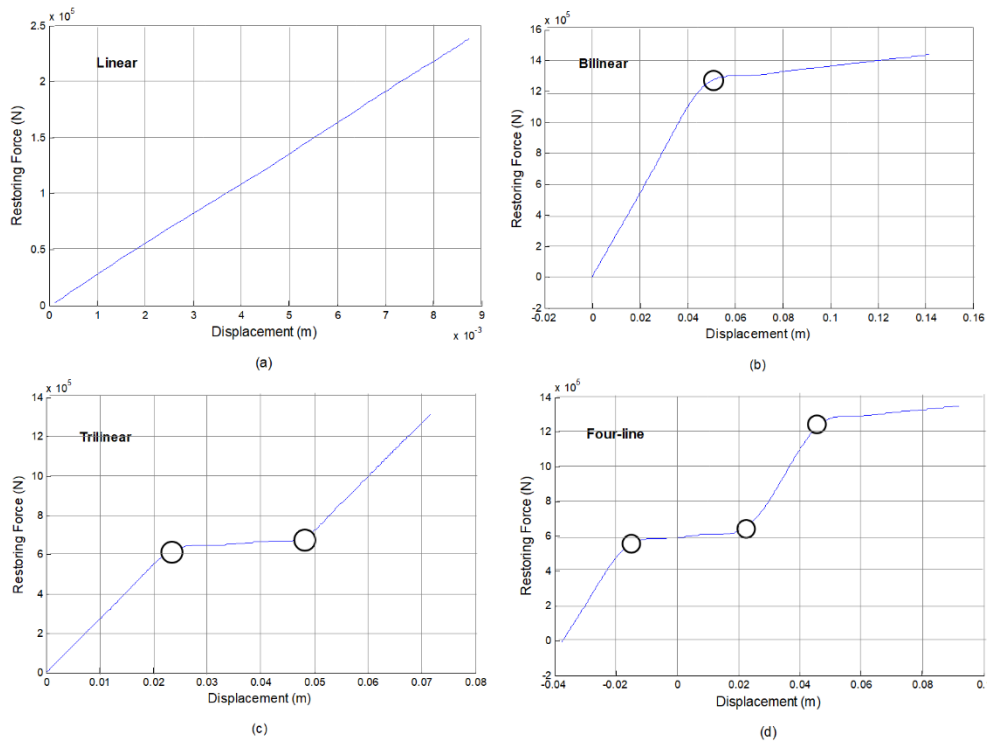 x 10^5
2.5
2
1.5
1
0.5
0
Linear
Restoring Force (N)
0 1 2 3 4 5 6 7 8 9
Displacement (m)
x 10^-3
(a)
x 10^5
16
14
12
10
8
6
4
2
0
-2
Bilinear
Restoring Force (N)
-0.02 0 0.02 0.04 0.06 0.08 0.1 0.12 0.14 0.16
Displacement (m)
(b)
x 10^5
14
12
10
8
6
4
2
0
Trilinear
Restoring Force (N)
0 0.01 0.02 0.03 0.04 0.05 0.06 0.07 0.08
Displacement (m)
(c)
x 10^5
14
12
10
8
6
4
2
0
-2
Four-line
Restoring Force (N)
-0.04 -0.02 0 0.02 0.04 0.06 0.08 0.
Displacement (m)
(d)